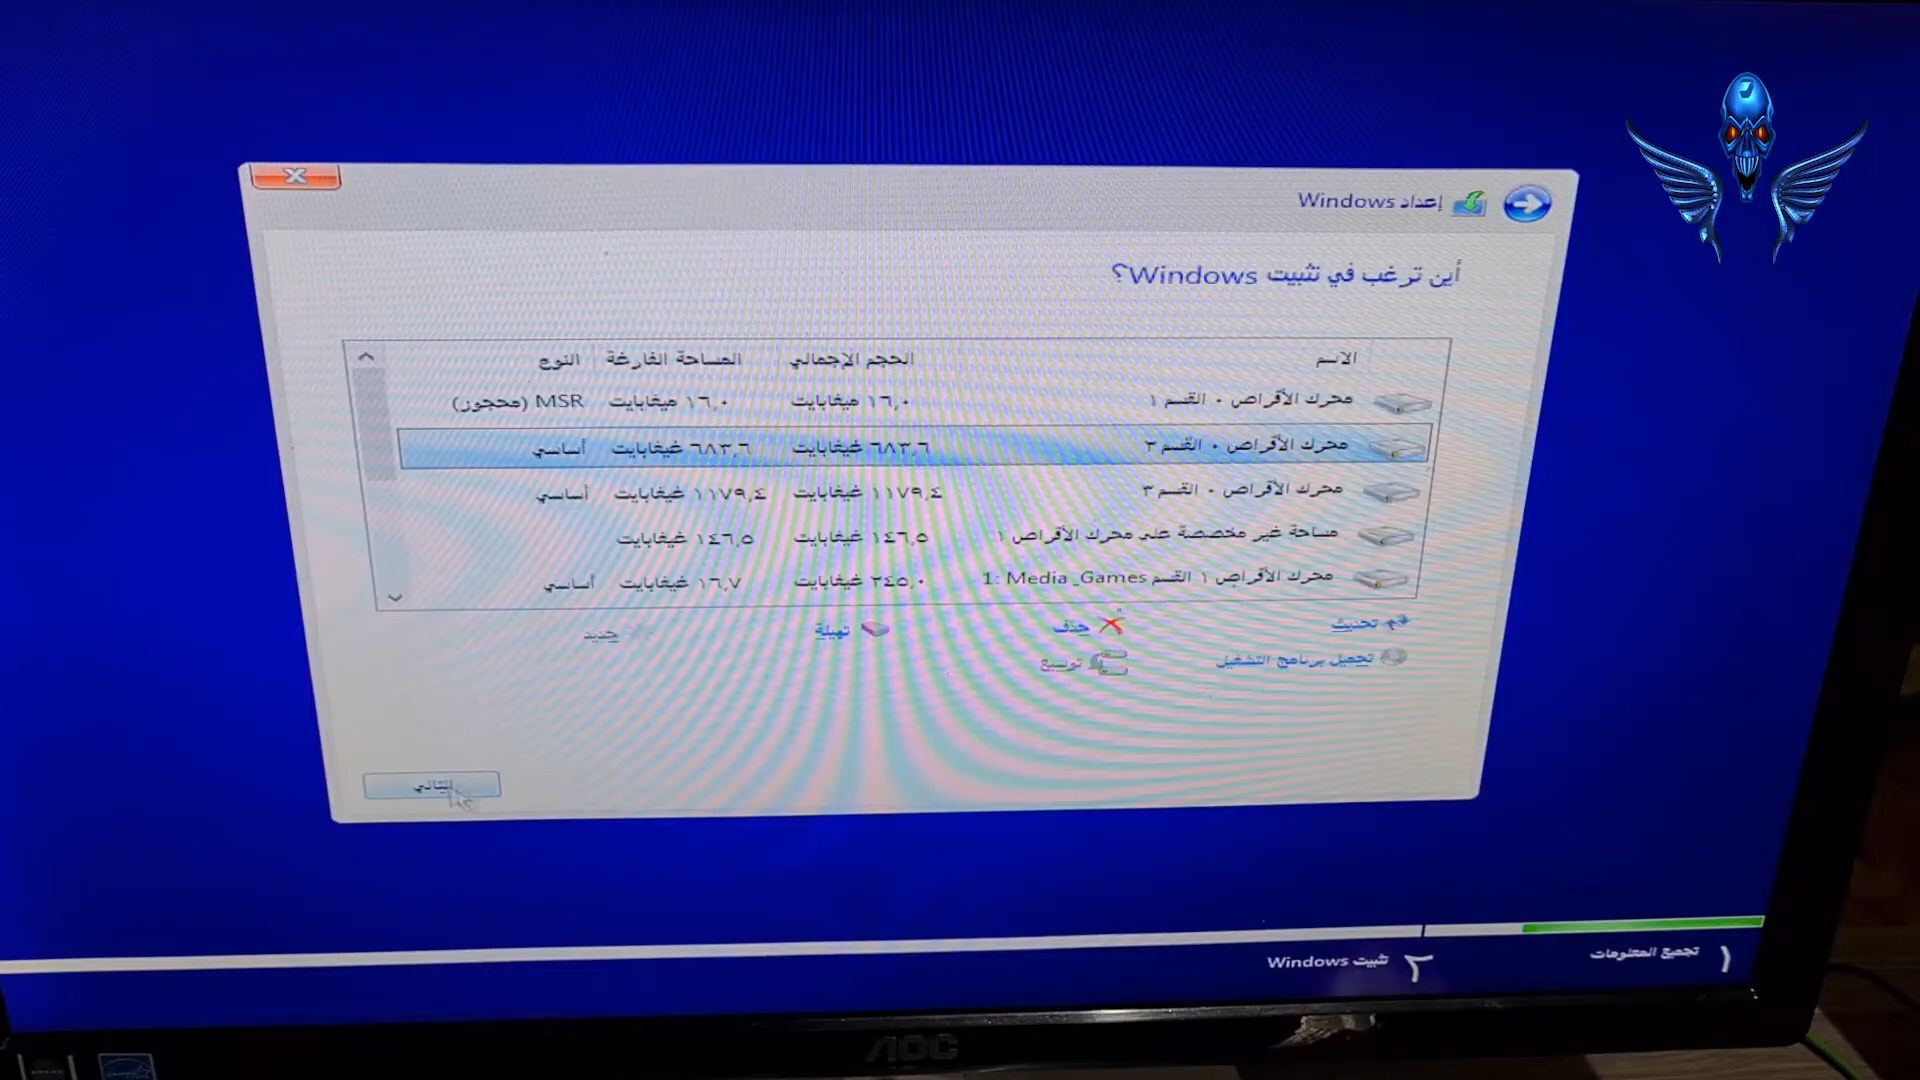 إعداد Windows
أين ترغب في تثبيت Windows؟
الاسم الحجم الإجمالي المساحة الفارغة النوع
محرك الأقراص ٠ القسم ١ ١٦,٠ ميغابايت ١٦,٠ ميغابايت MSR (محجوز)
محرك الأقراص ٠ القسم ٢ ٦٨٣,٦ غيغابايت ٦٨٣,٦ غيغابايت أساسي
محرك الأقراص ٠ القسم ٣ ١١٧٩,٤ غيغابايت ١١٧٩,٤ غيغابايت أساسي
مساحة غير مخصصة على محرك الأقراص ١ ١٤٦,٥ غيغابايت ١٤٦,٥ غيغابايت
محرك الأقراص ١ القسم 1: Media_Games ٢٤٥,٠ غيغابايت ١٦,٧ غيغابايت أساسي
تحديث حذف تهيئة جديد
تحميل برنامج التشغيل توسيع
التالي
١ تجميع المعلومات ٢ تثبيت Windows
AOC